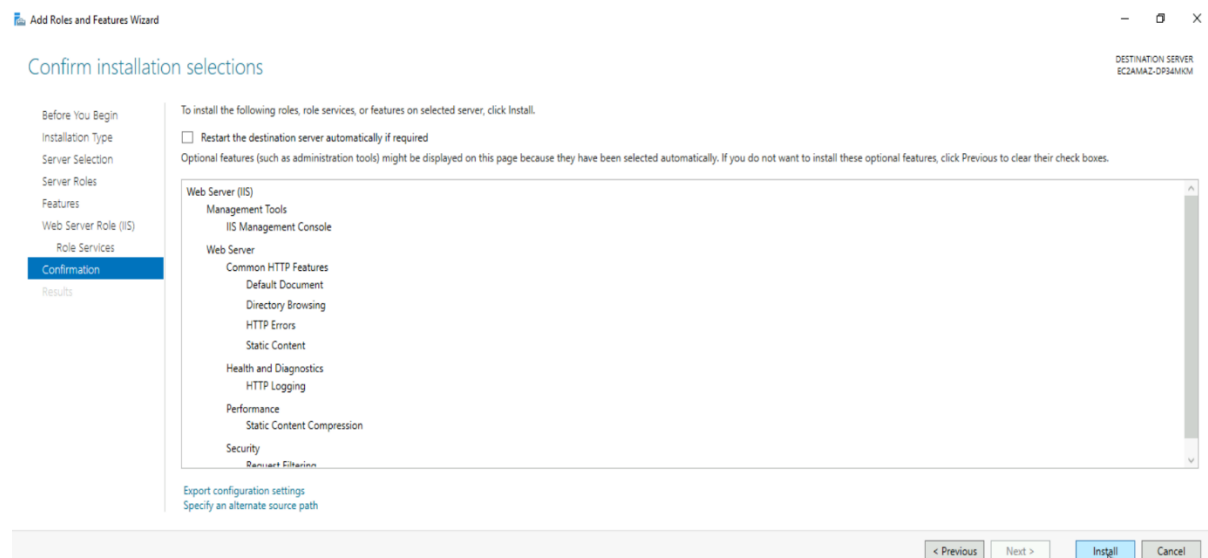 Add Roles and Features Wizard
Confirm installation selections
DESTINATION SERVER
EC2AMAZ-DP34MKM
Before You Begin
Installation Type
Server Selection
Server Roles
Features
Web Server Role (IIS)
Role Services
Confirmation
Results
To install the following roles, role services, or features on selected server, click Install.
Restart the destination server automatically if required
Optional features (such as administration tools) might be displayed on this page because they have been selected automatically. If you do not want to install these optional features, click Previous to clear their check boxes.
Web Server (IIS)
Management Tools
IIS Management Console
Web Server
Common HTTP Features
Default Document
Directory Browsing
HTTP Errors
Static Content
Health and Diagnostics
HTTP Logging
Performance
Static Content Compression
Security
Request Filtering
Export configuration settings
Specify an alternate source path
< Previous
Next >
Install
Cancel